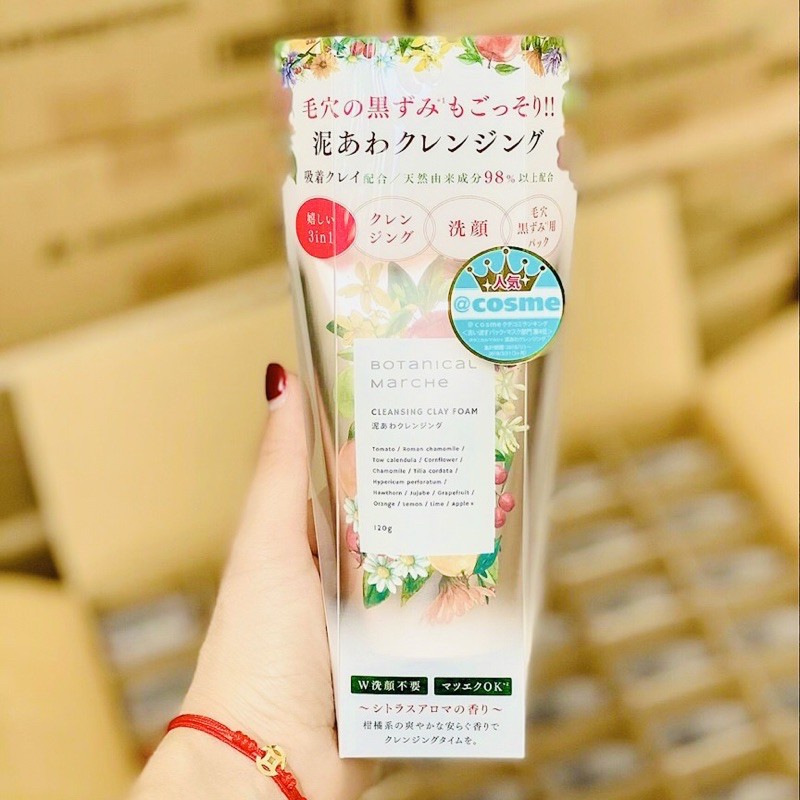 毛穴の黒ずみ*¹もごっそり!!
泥あわクレンジング
吸着クレイ配合/天然由来成分98%以上配合
嬉しい
3in1
クレン
ジング
洗顔
毛穴
黒ずみ*¹用
パック
人気
@cosme
BOTANICAL
MARCHE
CLEANSING CLAY FOAM
泥あわクレンジング
Tomato / Roman chamomile /
Tow calendula / Cornflower /
Chamomile / Tilia cordata /
Hypericum perforatum /
Hawthorn / Jujube / Grapefruit /
Orange / Lemon / Lime / Apple +
120g
W洗顔不要
マツエクOK*²
～シトラスアロマの香り～
柑橘系の爽やかな安らぐ香りで
クレンジングタイムを。